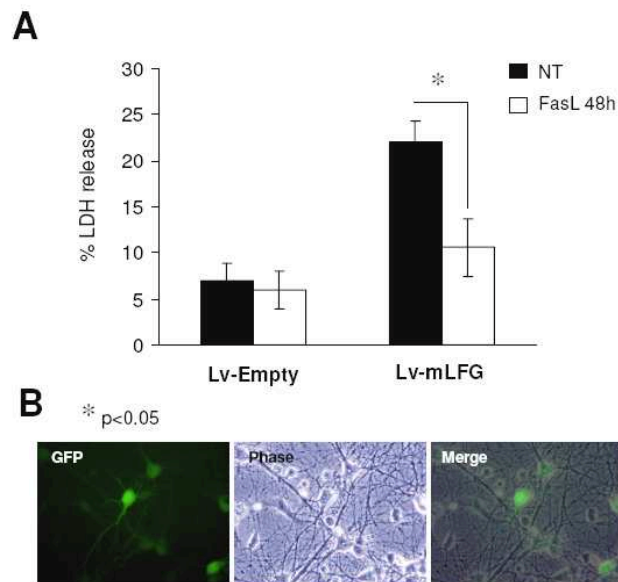 A
30
25
20
15
10
5
0
% LDH release
*
NT
FasL 48h
Lv-Empty
Lv-mLFG
B
* p<0.05
GFP
Phase
Merge